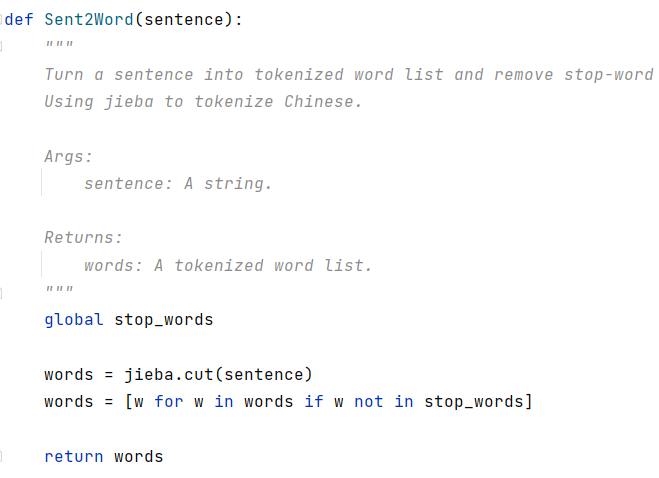 def Sent2Word(sentence):
"""
Turn a sentence into tokenized word list and remove stop-word
Using jieba to tokenize Chinese.
Args:
sentence: A string.
Returns:
words: A tokenized word list.
"""
global stop_words
words = jieba.cut(sentence)
words = [w for w in words if w not in stop_words]
return words